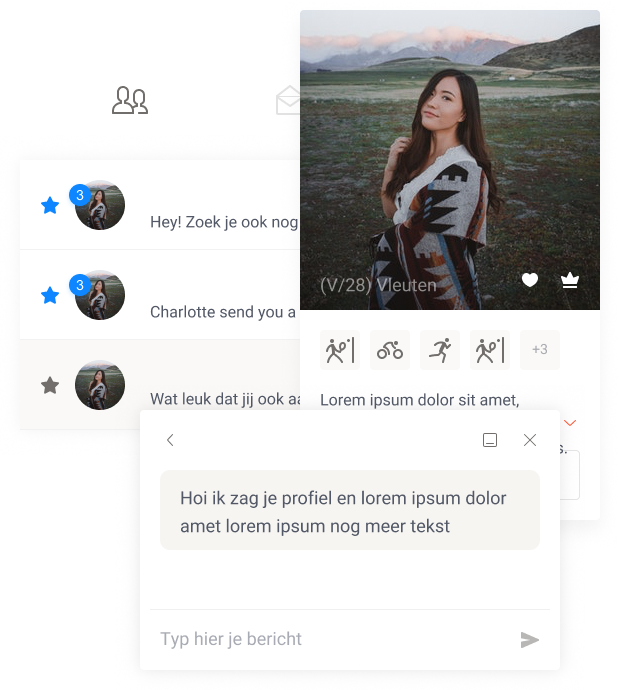 3
Hey! Zoek je ook nog
3
Charlotte send you a
Wat leuk dat jij ook
(V/28) Vleuten
+3
Lorem ipsum dolor sit amet,
s.
Hoi ik zag je profiel en lorem ipsum dolor
amet lorem ipsum nog meer tekst
Typ hier je bericht